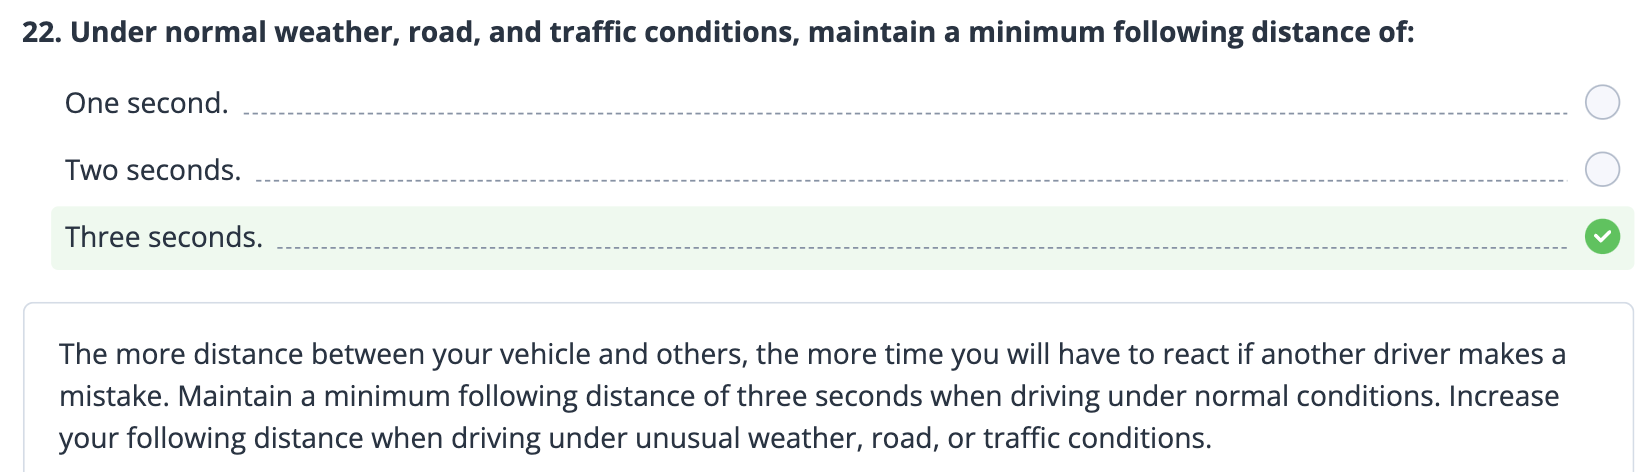 22. Under normal weather, road, and traffic conditions, maintain a minimum following distance of:
One second.
Two seconds.
Three seconds.
The more distance between your vehicle and others, the more time you will have to react if another driver makes a
mistake. Maintain a minimum following distance of three seconds when driving under normal conditions. Increase
your following distance when driving under unusual weather, road, or traffic conditions.